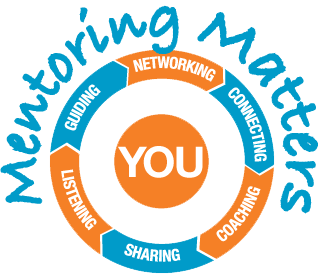 Mentoring Matters
NETWORKING
CONNECTING
COACHING
SHARING
LISTENING
GUIDING
YOU